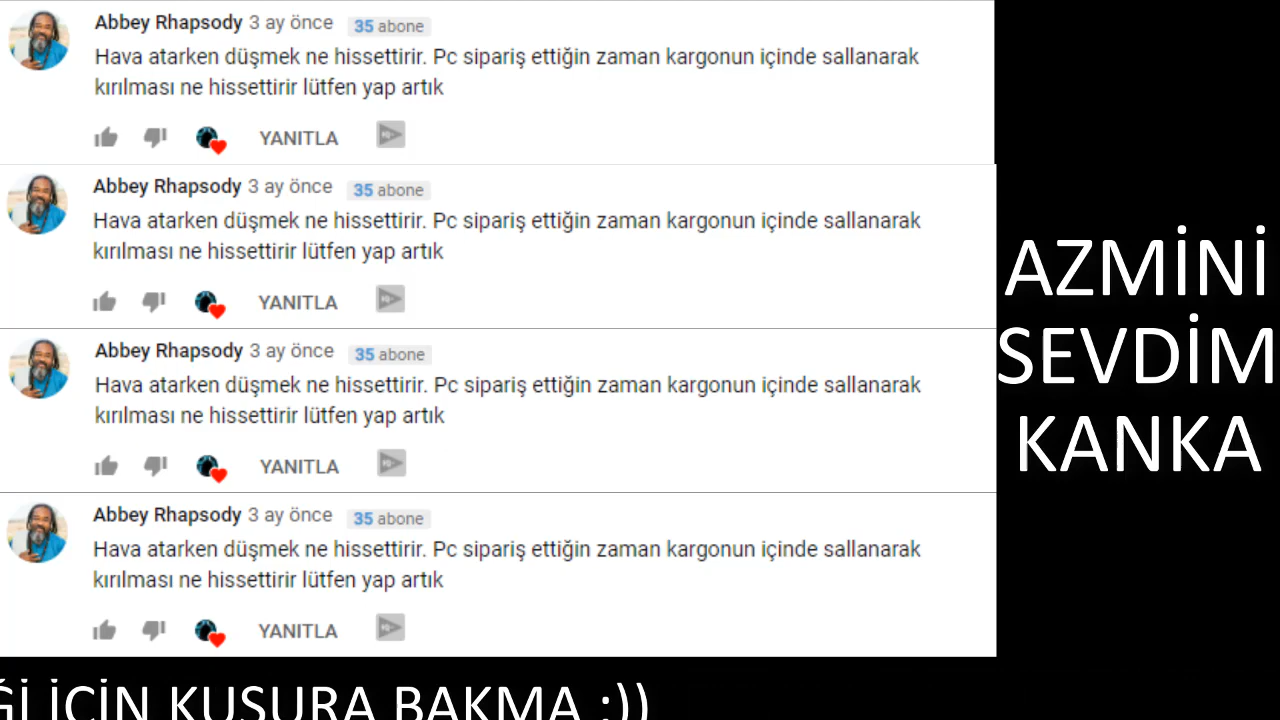 Abbey Rhapsody 3 ay önce 35 abone
Hava atarken düşmek ne hissettirir. Pc sipariş ettiğin zaman kargonun içinde sallanarak
kırılması ne hissettirir lütfen yap artık
YANITLA
Abbey Rhapsody 3 ay önce 35 abone
Hava atarken düşmek ne hissettirir. Pc sipariş ettiğin zaman kargonun içinde sallanarak
kırılması ne hissettirir lütfen yap artık
YANITLA
Abbey Rhapsody 3 ay önce 35 abone
Hava atarken düşmek ne hissettirir. Pc sipariş ettiğin zaman kargonun içinde sallanarak
kırılması ne hissettirir lütfen yap artık
YANITLA
Abbey Rhapsody 3 ay önce 35 abone
Hava atarken düşmek ne hissettirir. Pc sipariş ettiğin zaman kargonun içinde sallanarak
kırılması ne hissettirir lütfen yap artık
YANITLA
AZMİNİ
SEVDİM
KANKA
İÇİN KUSURA BAKMA :))